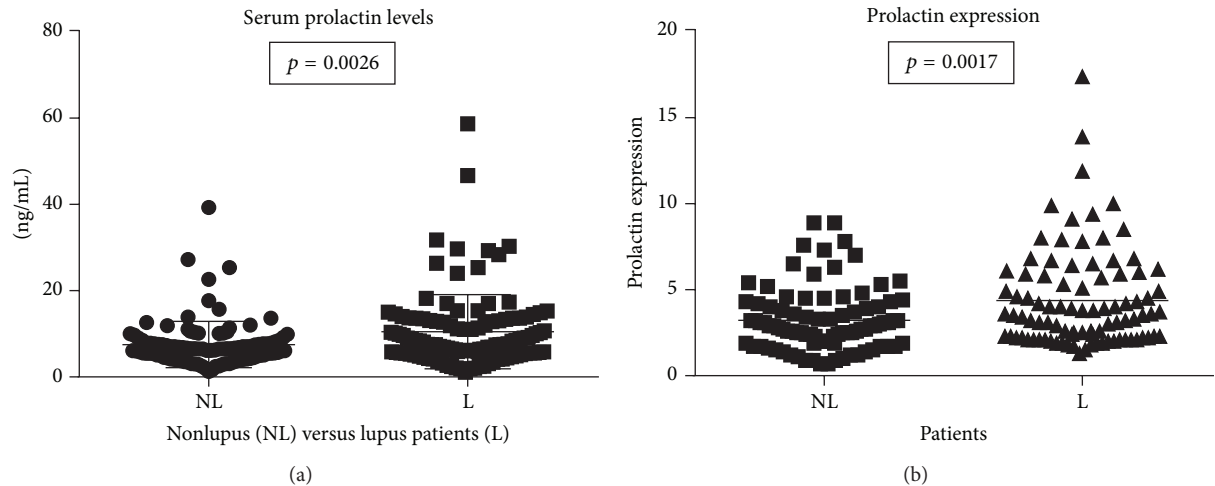 Serum prolactin levels
p = 0.0026
80
60
40
20
0
(ng/mL)
NL
L
Nonlupus (NL) versus lupus patients (L)
(a)
Prolactin expression
p = 0.0017
20
15
10
5
0
Prolactin expression
NL
L
Patients
(b)